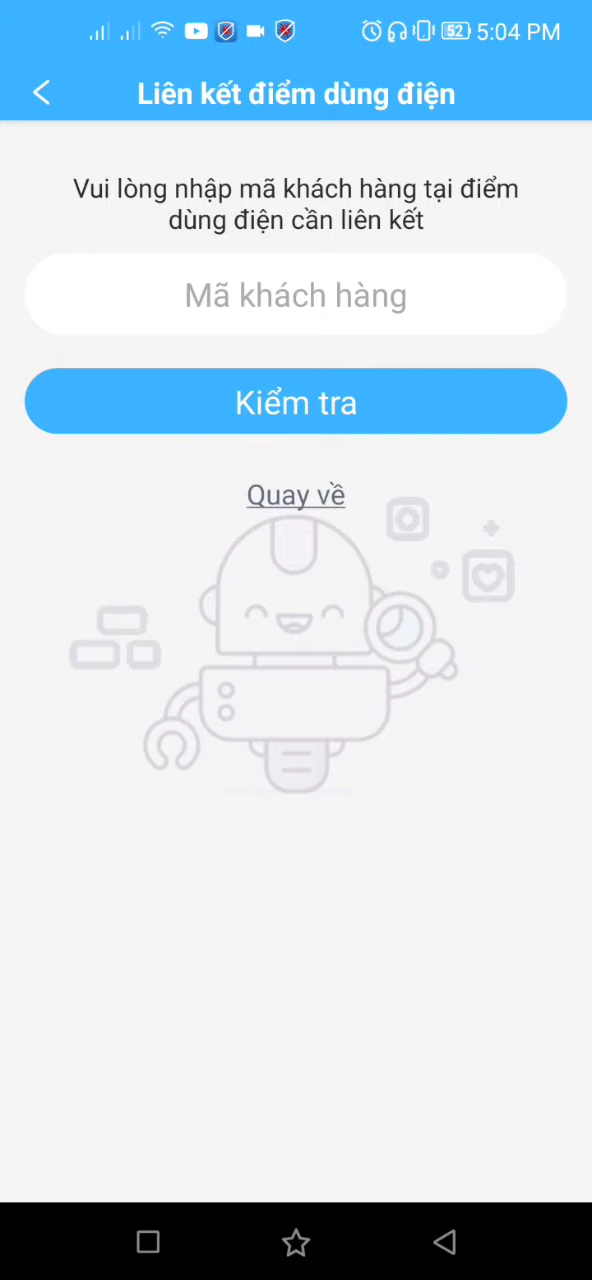 52 5:04 PM
Liên kết điểm dùng điện
Vui lòng nhập mã khách hàng tại điểm
dùng điện cần liên kết
Mã khách hàng
Kiểm tra
Quay về